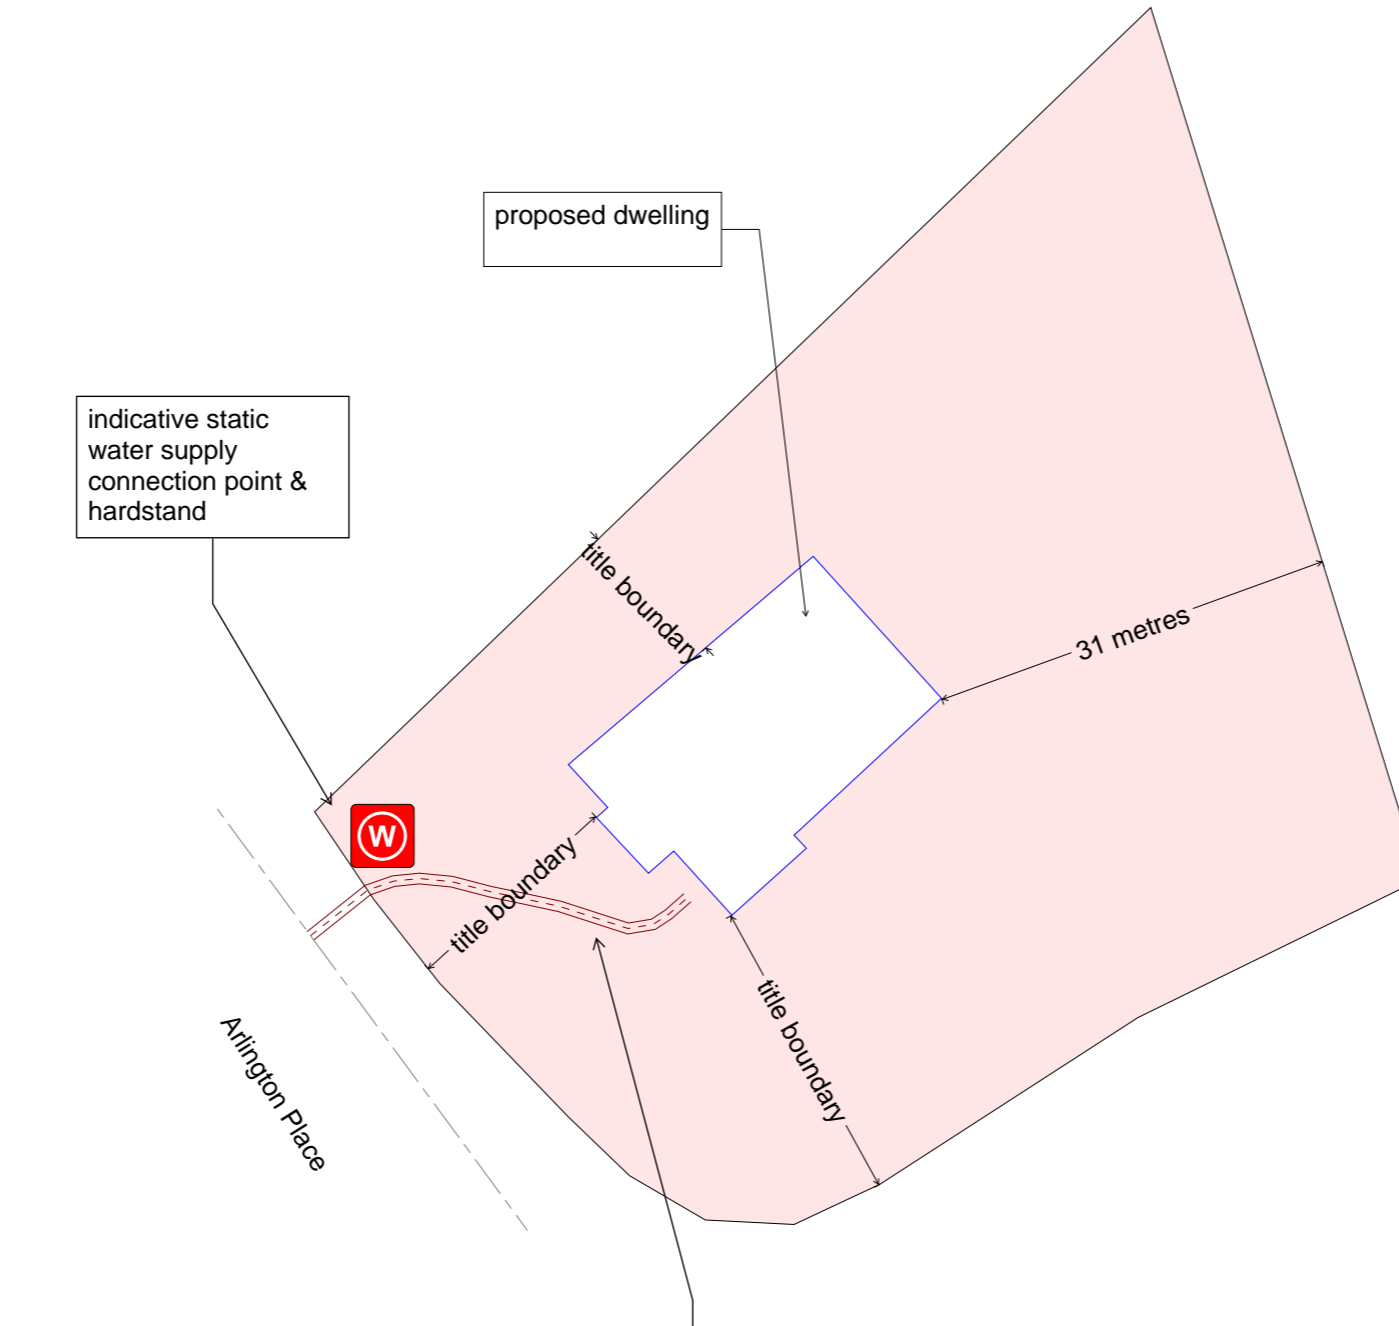 proposed dwelling
indicative static
water supply
connection point &
hardstand
title boundary
31 metres
W
title boundary
title boundary
Arlington Place